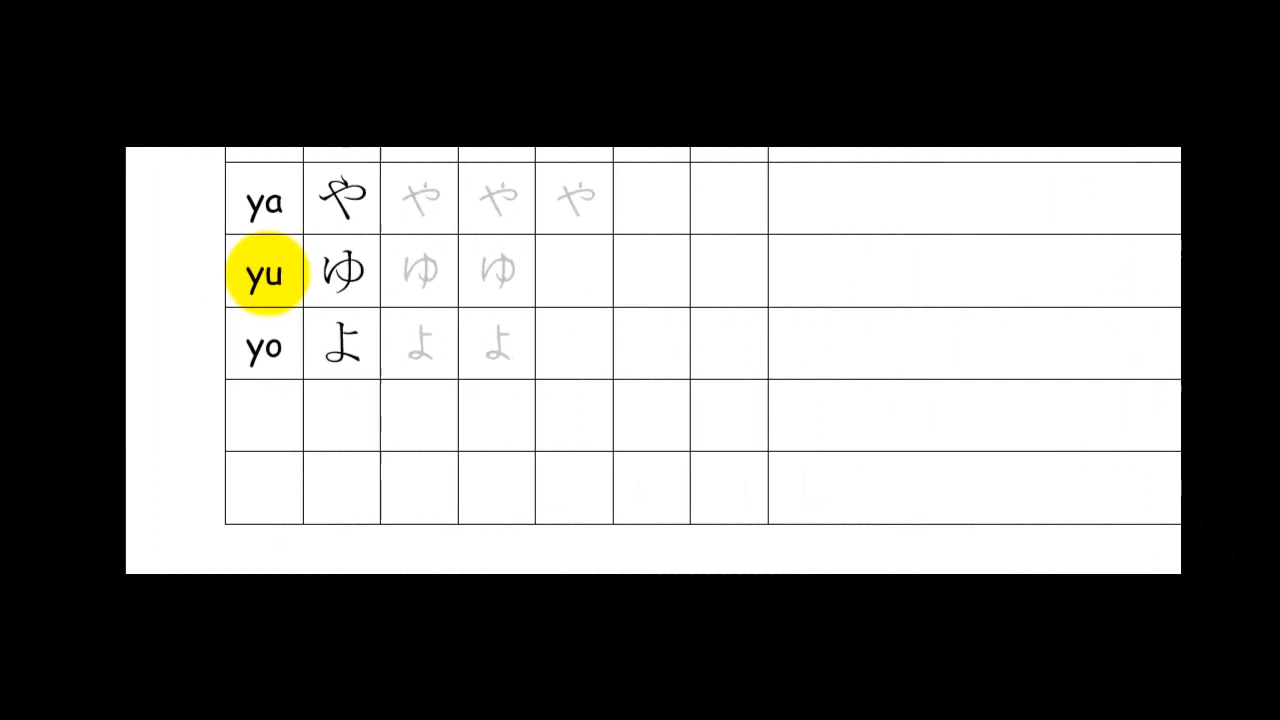 ya や や や や
yu ゆ ゆ ゆ
yo よ よ よ